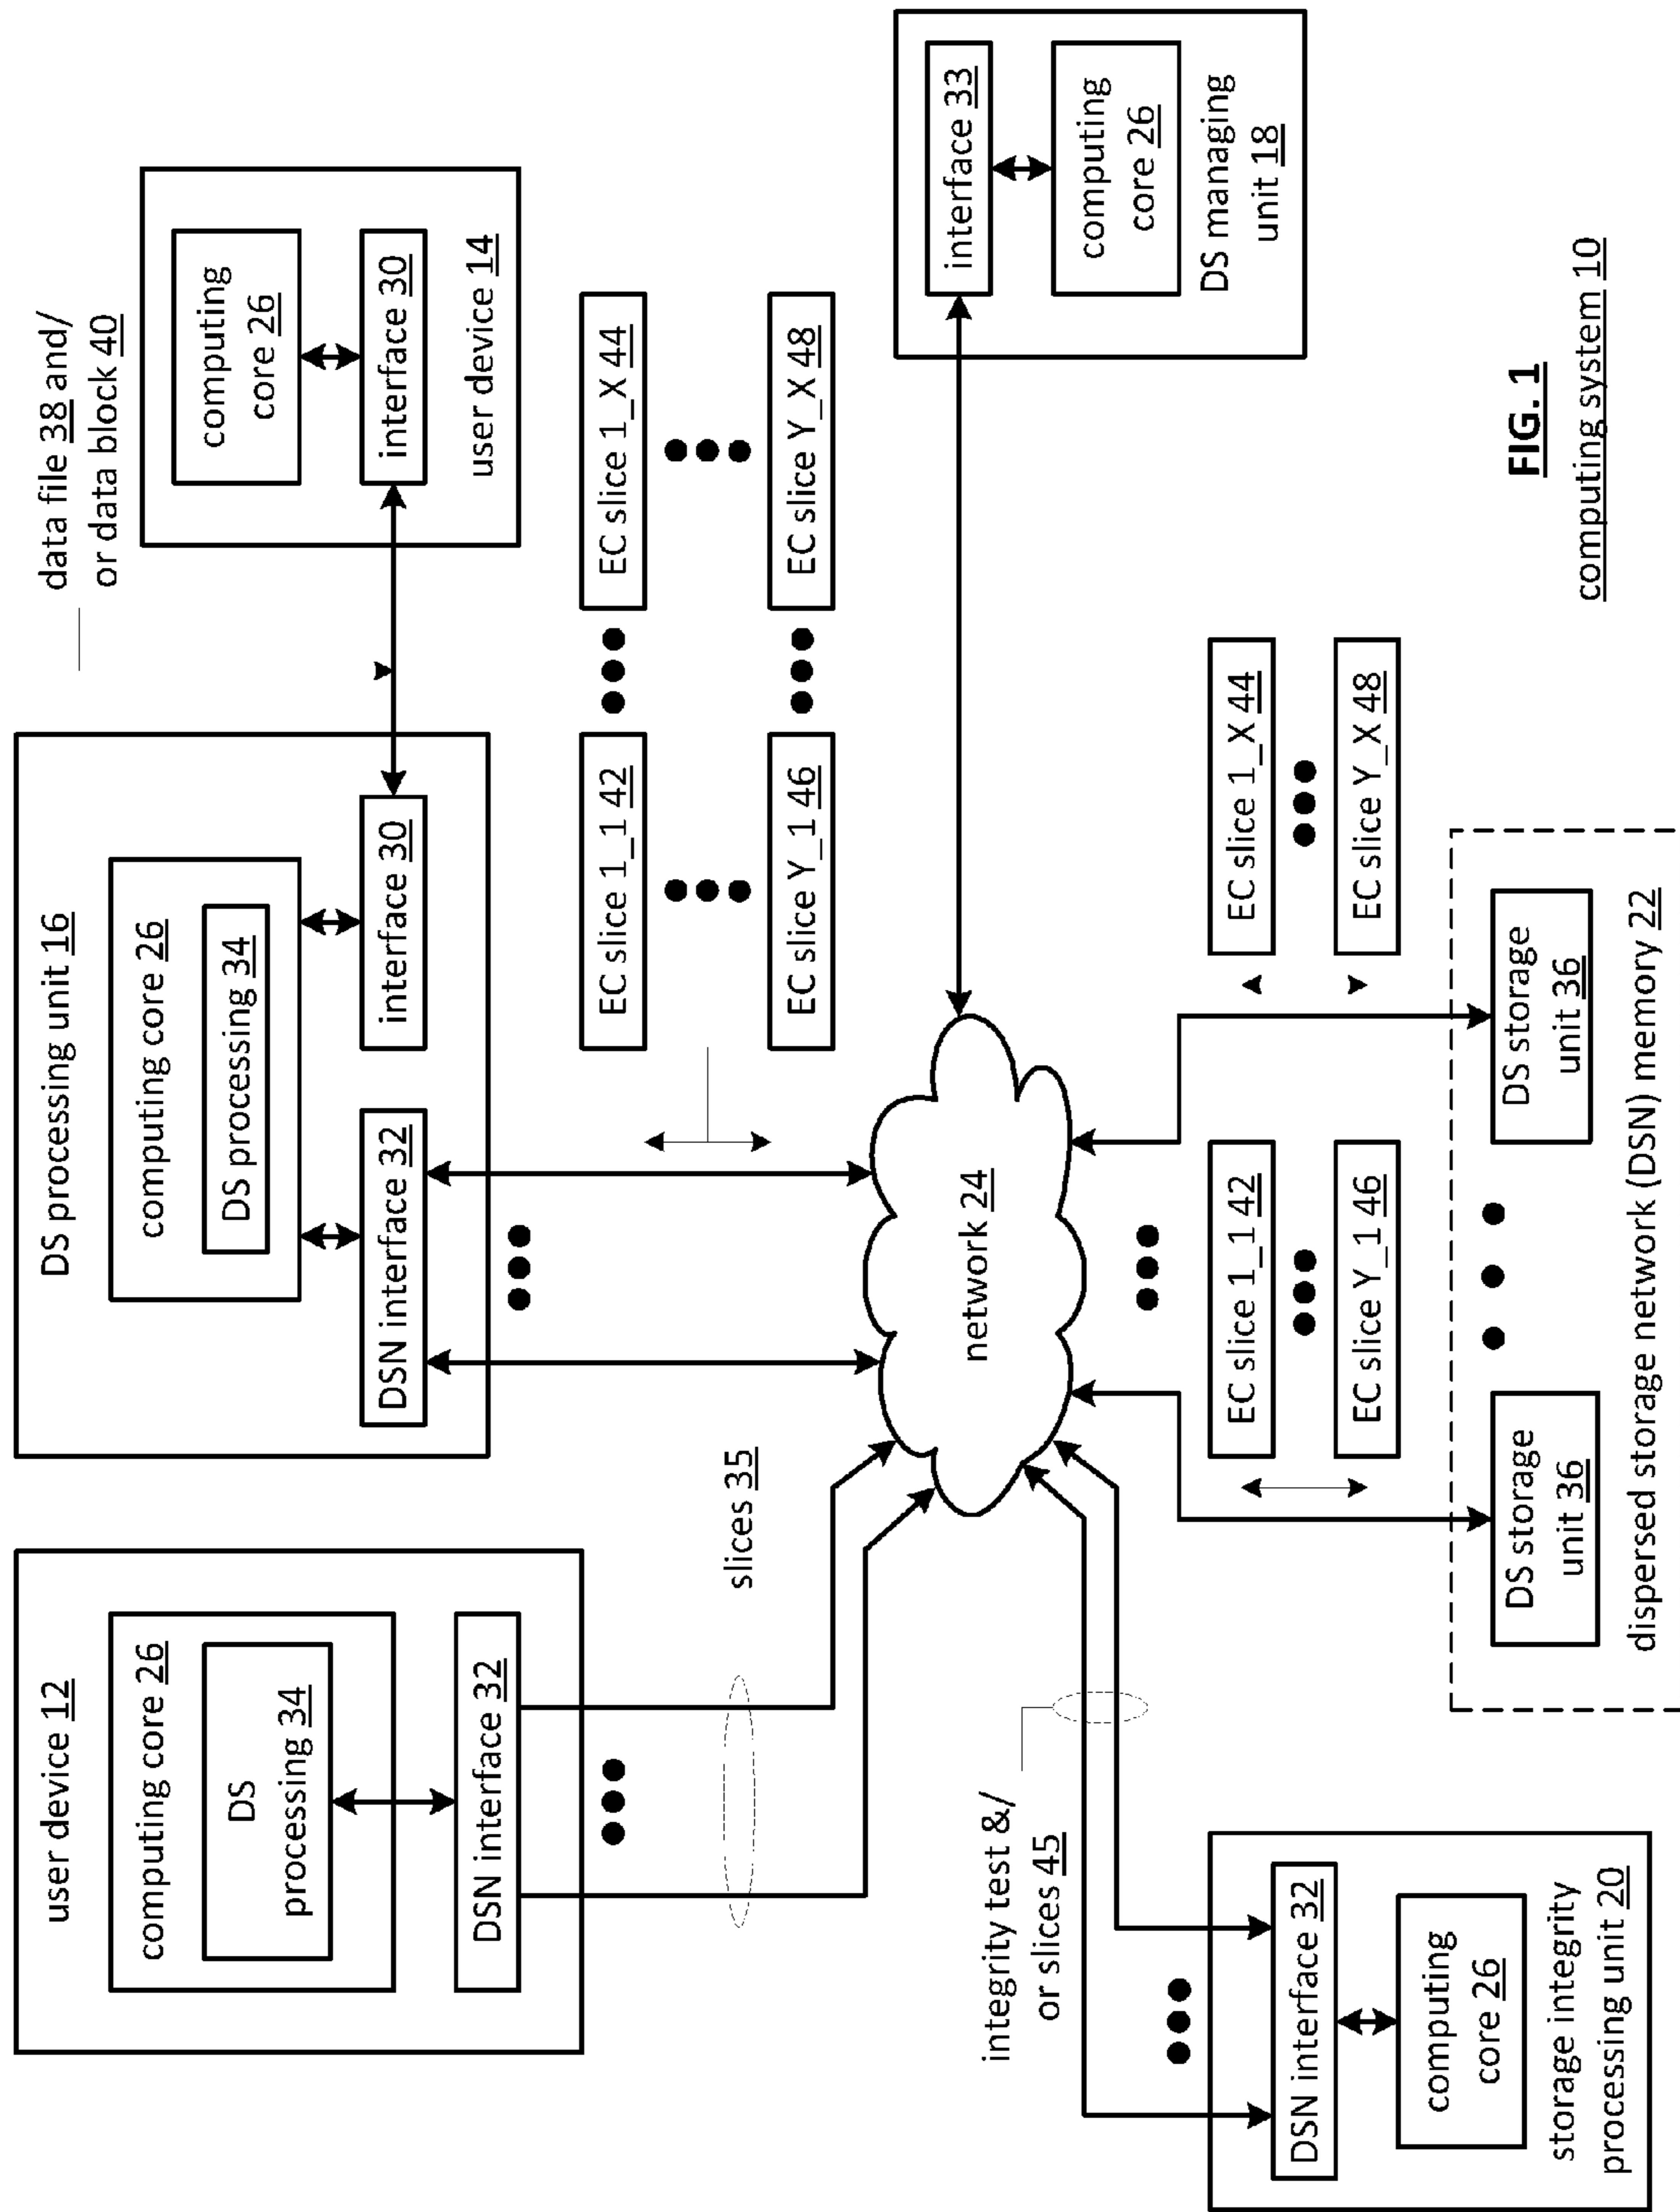 user device 12
computing core 26
DS
processing 34
DSN interface 32
slices 35
DS processing unit 16
computing core 26
DS processing 34
DSN interface 32
interface 30
data file 38 and/
or data block 40
computing
core 26
interface 30
user device 14
EC slice 1_1 42
EC slice 1_X 44
EC slice Y_1 46
EC slice Y_X 48
network 24
interface 33
computing
core 26
DS managing
unit 18
integrity test &/
or slices 45
DSN interface 32
computing
core 26
storage integrity
processing unit 20
EC slice 1_1 42
EC slice Y_1 46
EC slice 1_X 44
EC slice Y_X 48
DS storage
unit 36
DS storage
unit 36
dispersed storage network (DSN) memory 22
FIG. 1
computing system 10